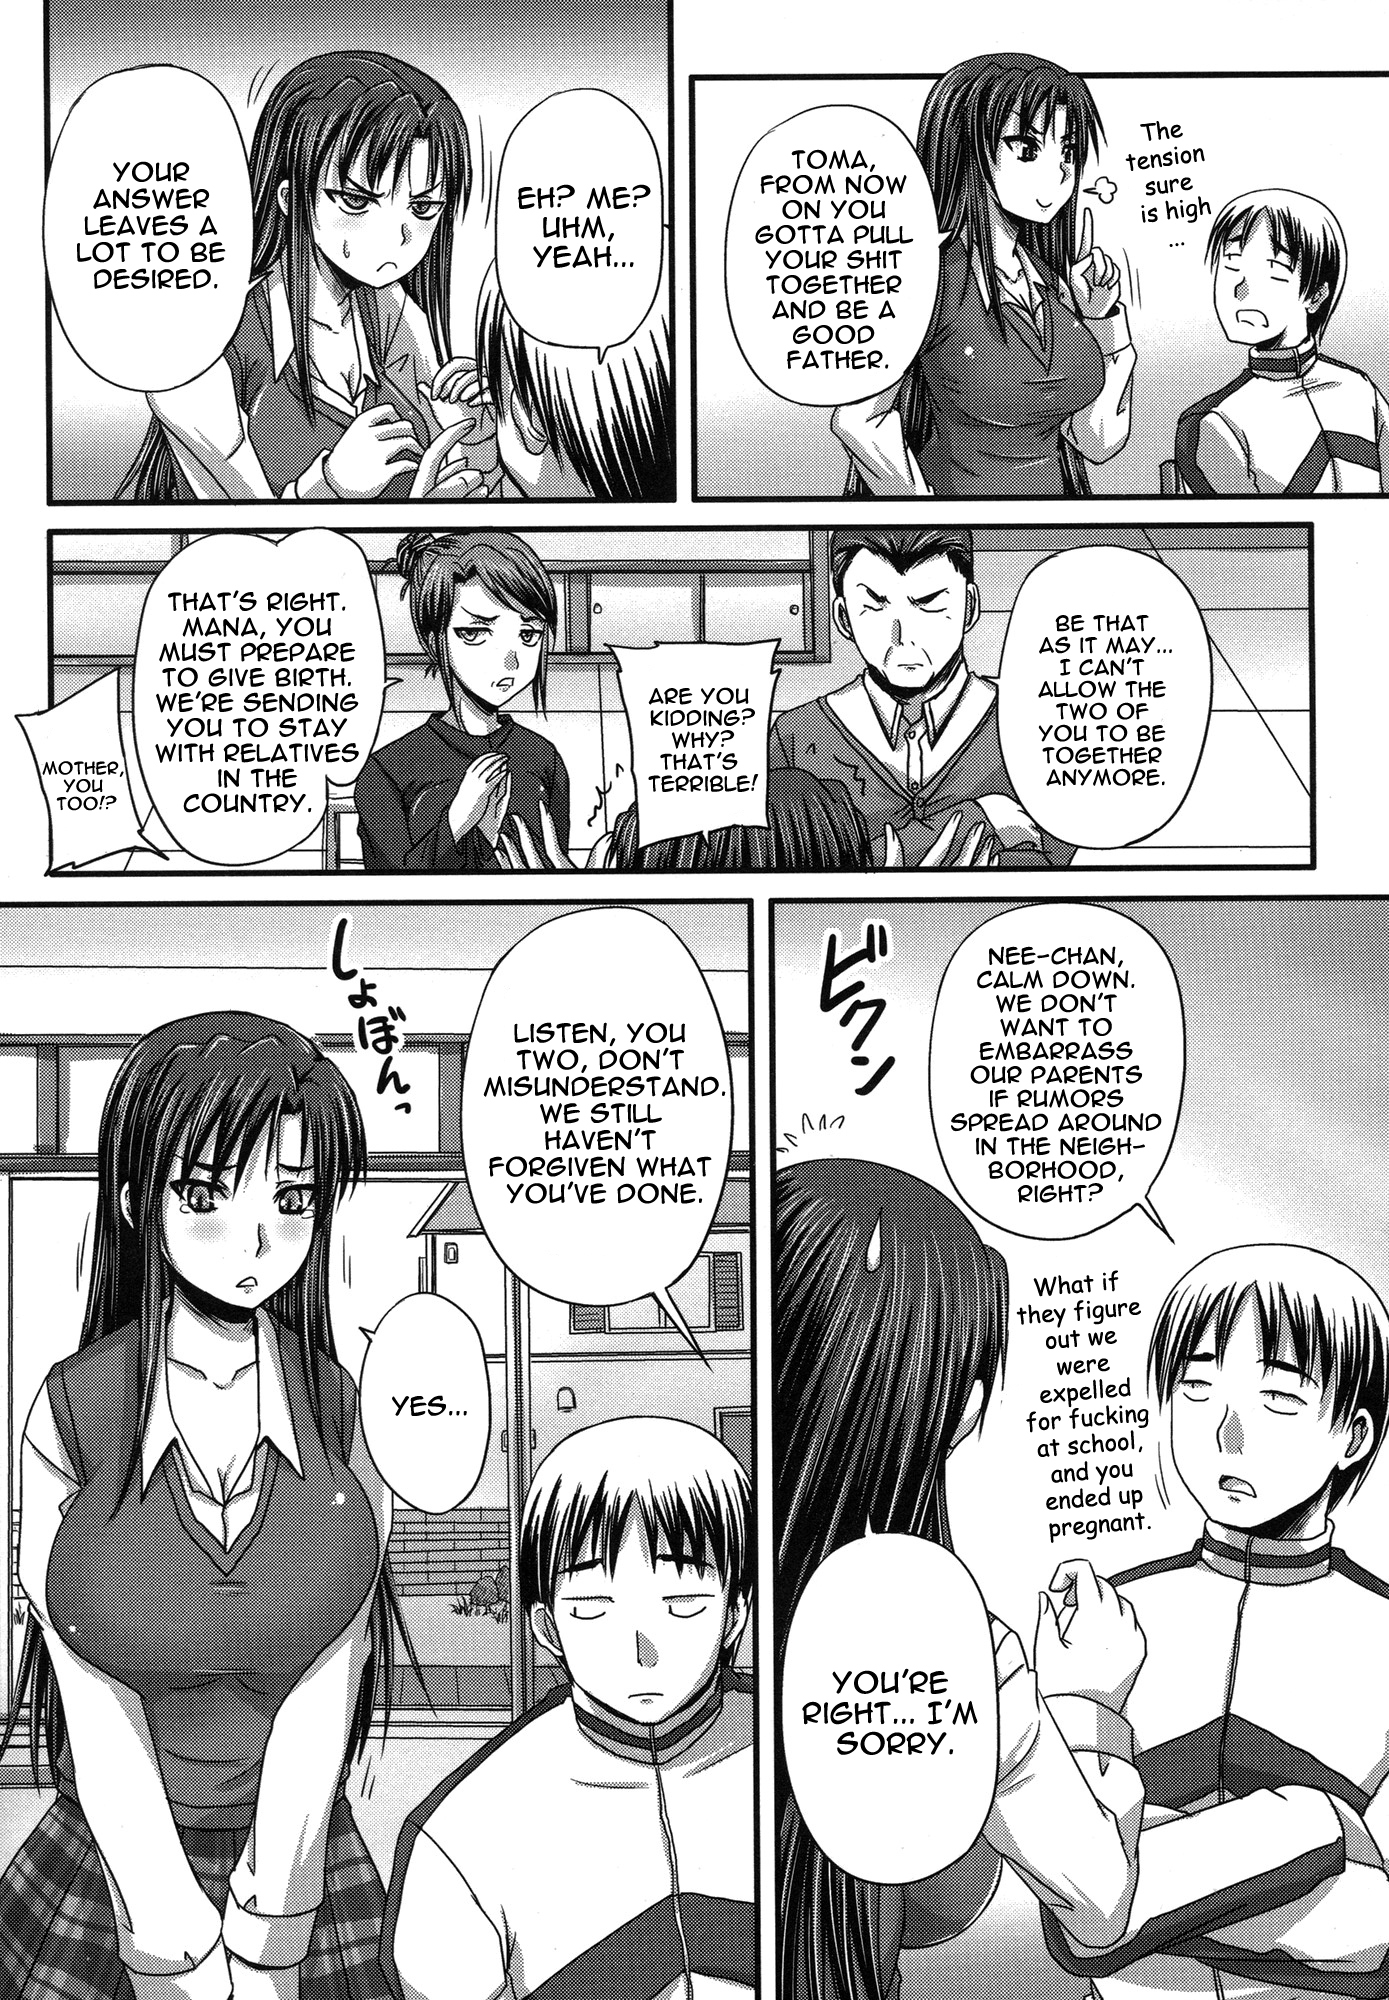 TOMA,
FROM NOW
ON YOU
GOTTA PULL
YOUR SHIT
TOGETHER
AND BE A
GOOD
FATHER.
The
tension
sure
is high
...
EH? ME?
UHM,
YEAH...
YOUR
ANSWER
LEAVES A
LOT TO BE
DESIRED.
BE THAT
AS IT MAY...
I CAN'T
ALLOW THE
TWO OF
YOU TO BE
TOGETHER
ANYMORE.
ARE YOU
KIDDING?
WHY?
THAT'S
TERRIBLE!
THAT'S RIGHT.
MANA, YOU
MUST PREPARE
TO GIVE BIRTH.
WE'RE SENDING
YOU TO STAY
WITH RELATIVES
IN THE
COUNTRY.
MOTHER,
YOU
TOO!?
NEE-CHAN,
CALM DOWN.
WE DON'T
WANT TO
EMBARRASS
OUR PARENTS
IF RUMORS
SPREAD AROUND
IN THE NEIGH-
BORHOOD,
RIGHT?
ビクン
What if
they figure
out we
were
expelled
for fucking
at school,
and you
ended up
pregnant.
YOU'RE
RIGHT... I'M
SORRY.
LISTEN, YOU
TWO, DON'T
MISUNDERSTAND.
WE STILL
HAVEN'T
FORGIVEN WHAT
YOU'VE DONE.
しょぼんっ
YES...